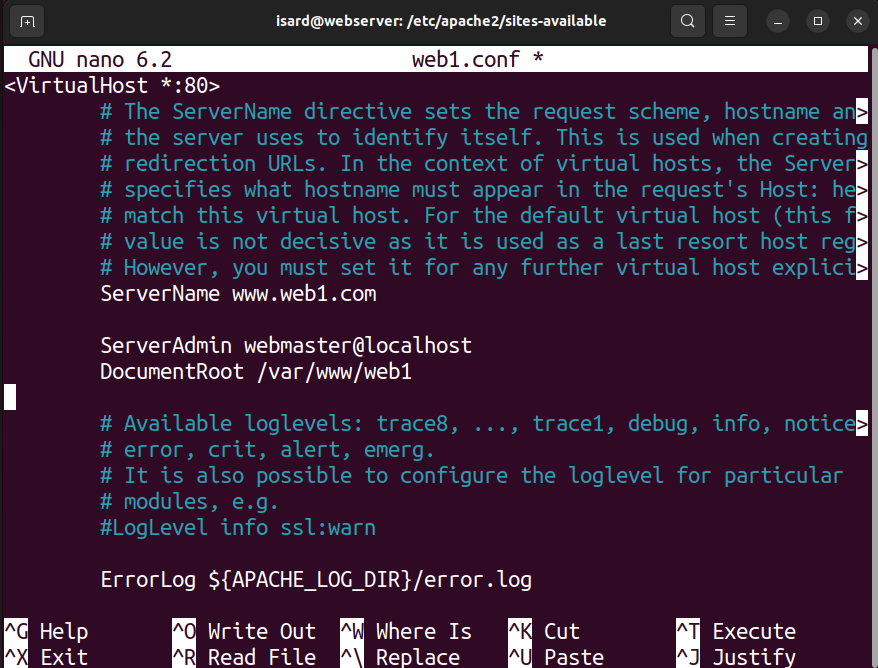 isard@webserver: /etc/apache2/sites-available
GNU nano 6.2 web1.conf *
<VirtualHost *:80>
# The ServerName directive sets the request scheme, hostname an>
# the server uses to identify itself. This is used when creating
# redirection URLs. In the context of virtual hosts, the Server>
# specifies what hostname must appear in the request's Host: he>
# match this virtual host. For the default virtual host (this f>
# value is not decisive as it is used as a last resort host reg>
# However, you must set it for any further virtual host explici>
ServerName www.web1.com
ServerAdmin webmaster@localhost
DocumentRoot /var/www/web1
# Available loglevels: trace8, ..., trace1, debug, info, notice>
# error, crit, alert, emerg.
# It is also possible to configure the loglevel for particular
# modules, e.g.
#LogLevel info ssl:warn
ErrorLog ${APACHE_LOG_DIR}/error.log
^G Help ^O Write Out ^W Where Is ^K Cut ^T Execute
^X Exit ^R Read File ^\ Replace ^U Paste ^J Justify